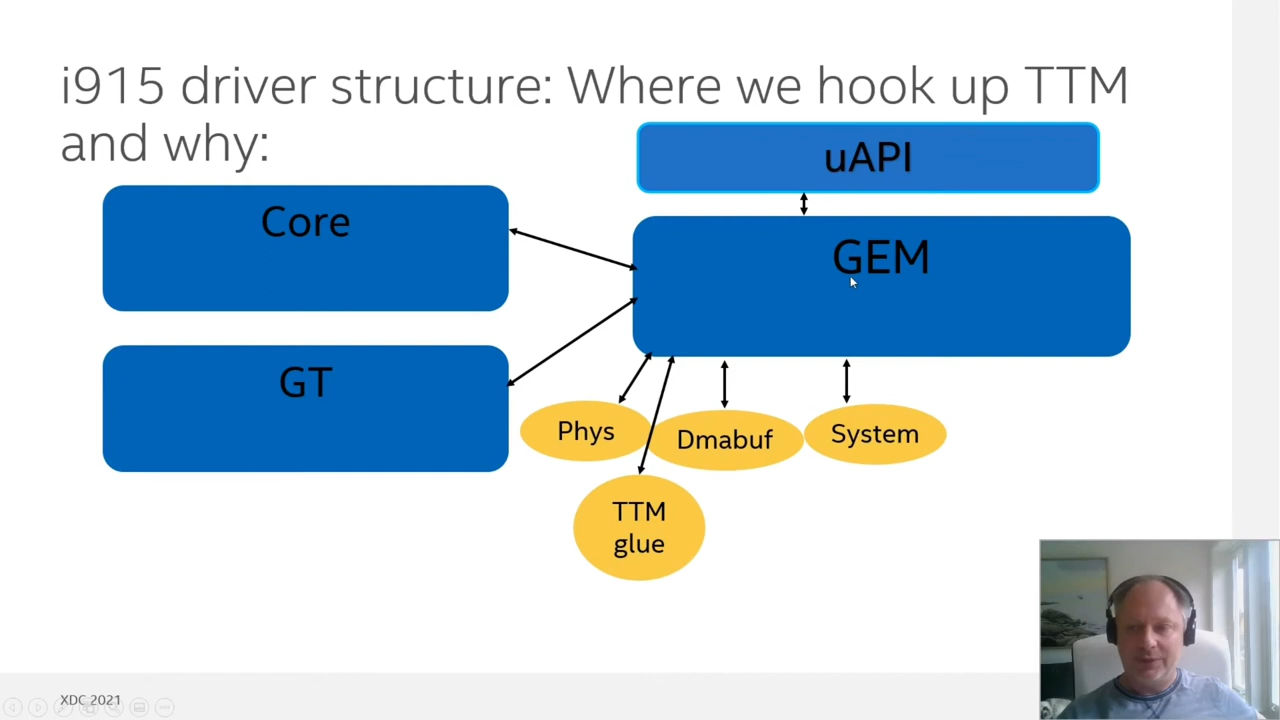 i915 driver structure: Where we hook up TTM
and why:
uAPI
Core
GEM
GT
Phys
Dmabuf
System
TTM
glue
XDC 2021